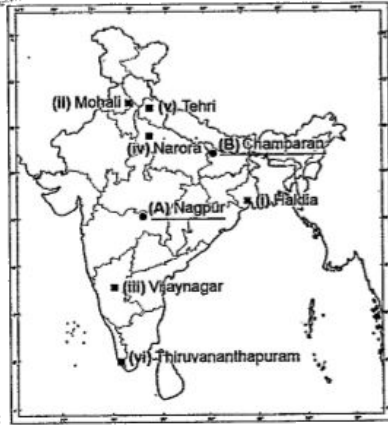 (ii) Mohali
(v) Tehri
(iv) Narora
(B) Champaran
(A) Nagpur
(i) Haldia
(iii) Vijaynagar
(vi) Thiruvananthapuram